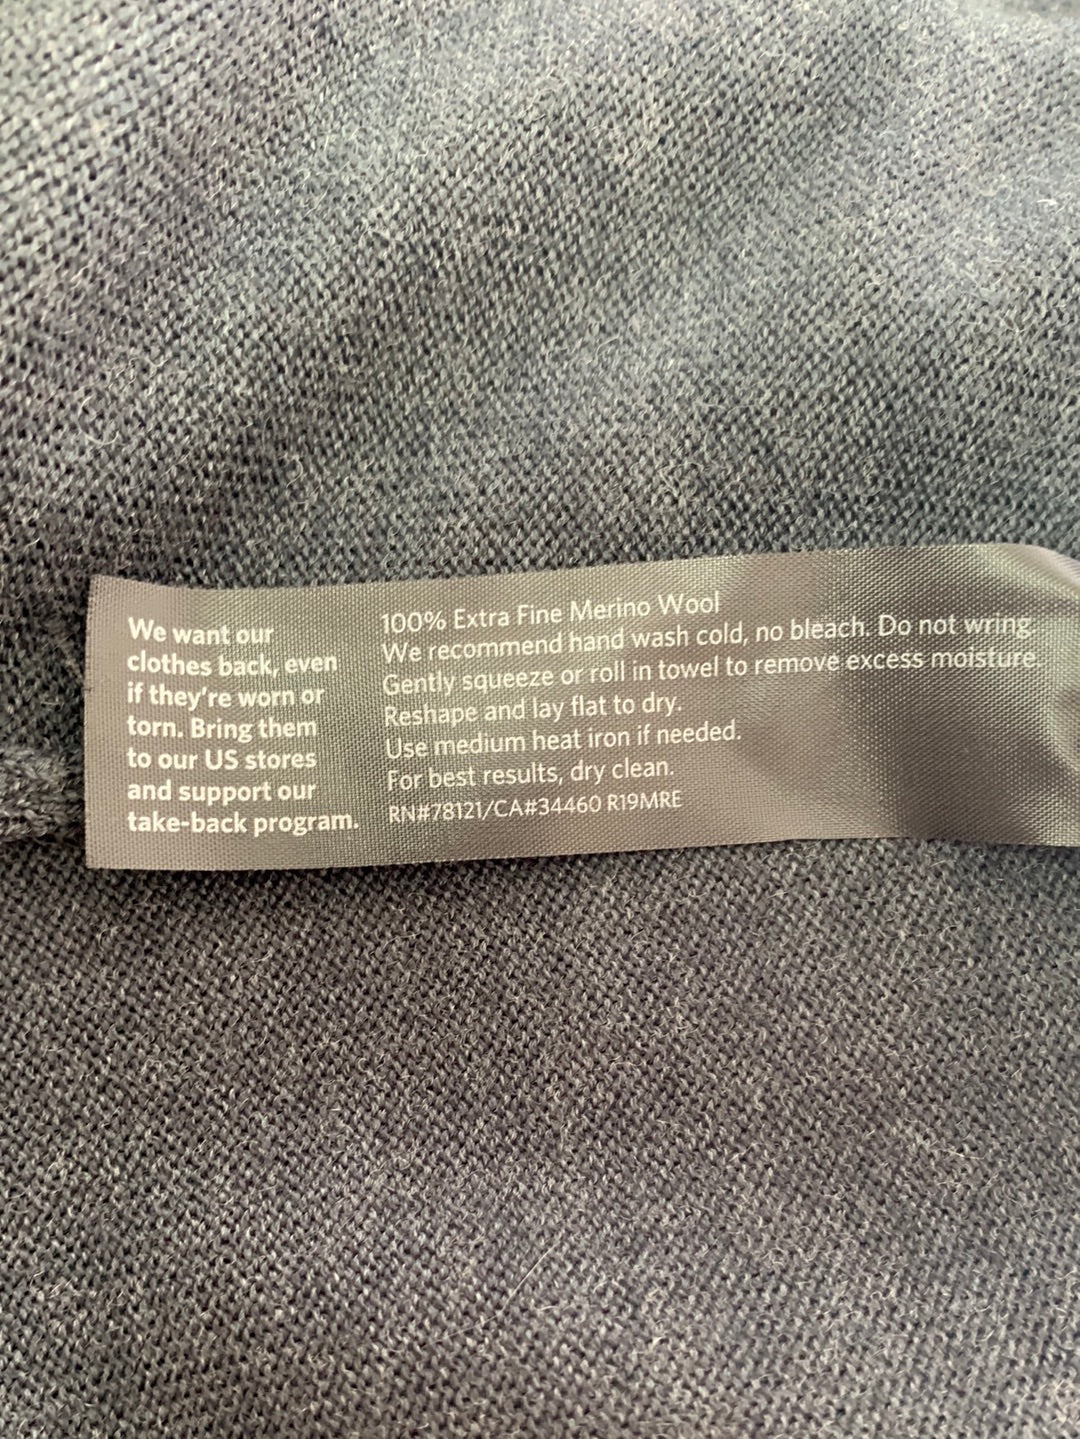 We want our
clothes back, even
if they're worn or
torn. Bring them
to our US stores
and support our
take-back program.
100% Extra Fine Merino Wool
We recommend hand wash cold, no bleach. Do not wring.
Gently squeeze or roll in towel to remove excess moisture.
Reshape and lay flat to dry.
Use medium heat iron if needed.
For best results, dry clean.
RN#78121/CA#34460 R19MRE